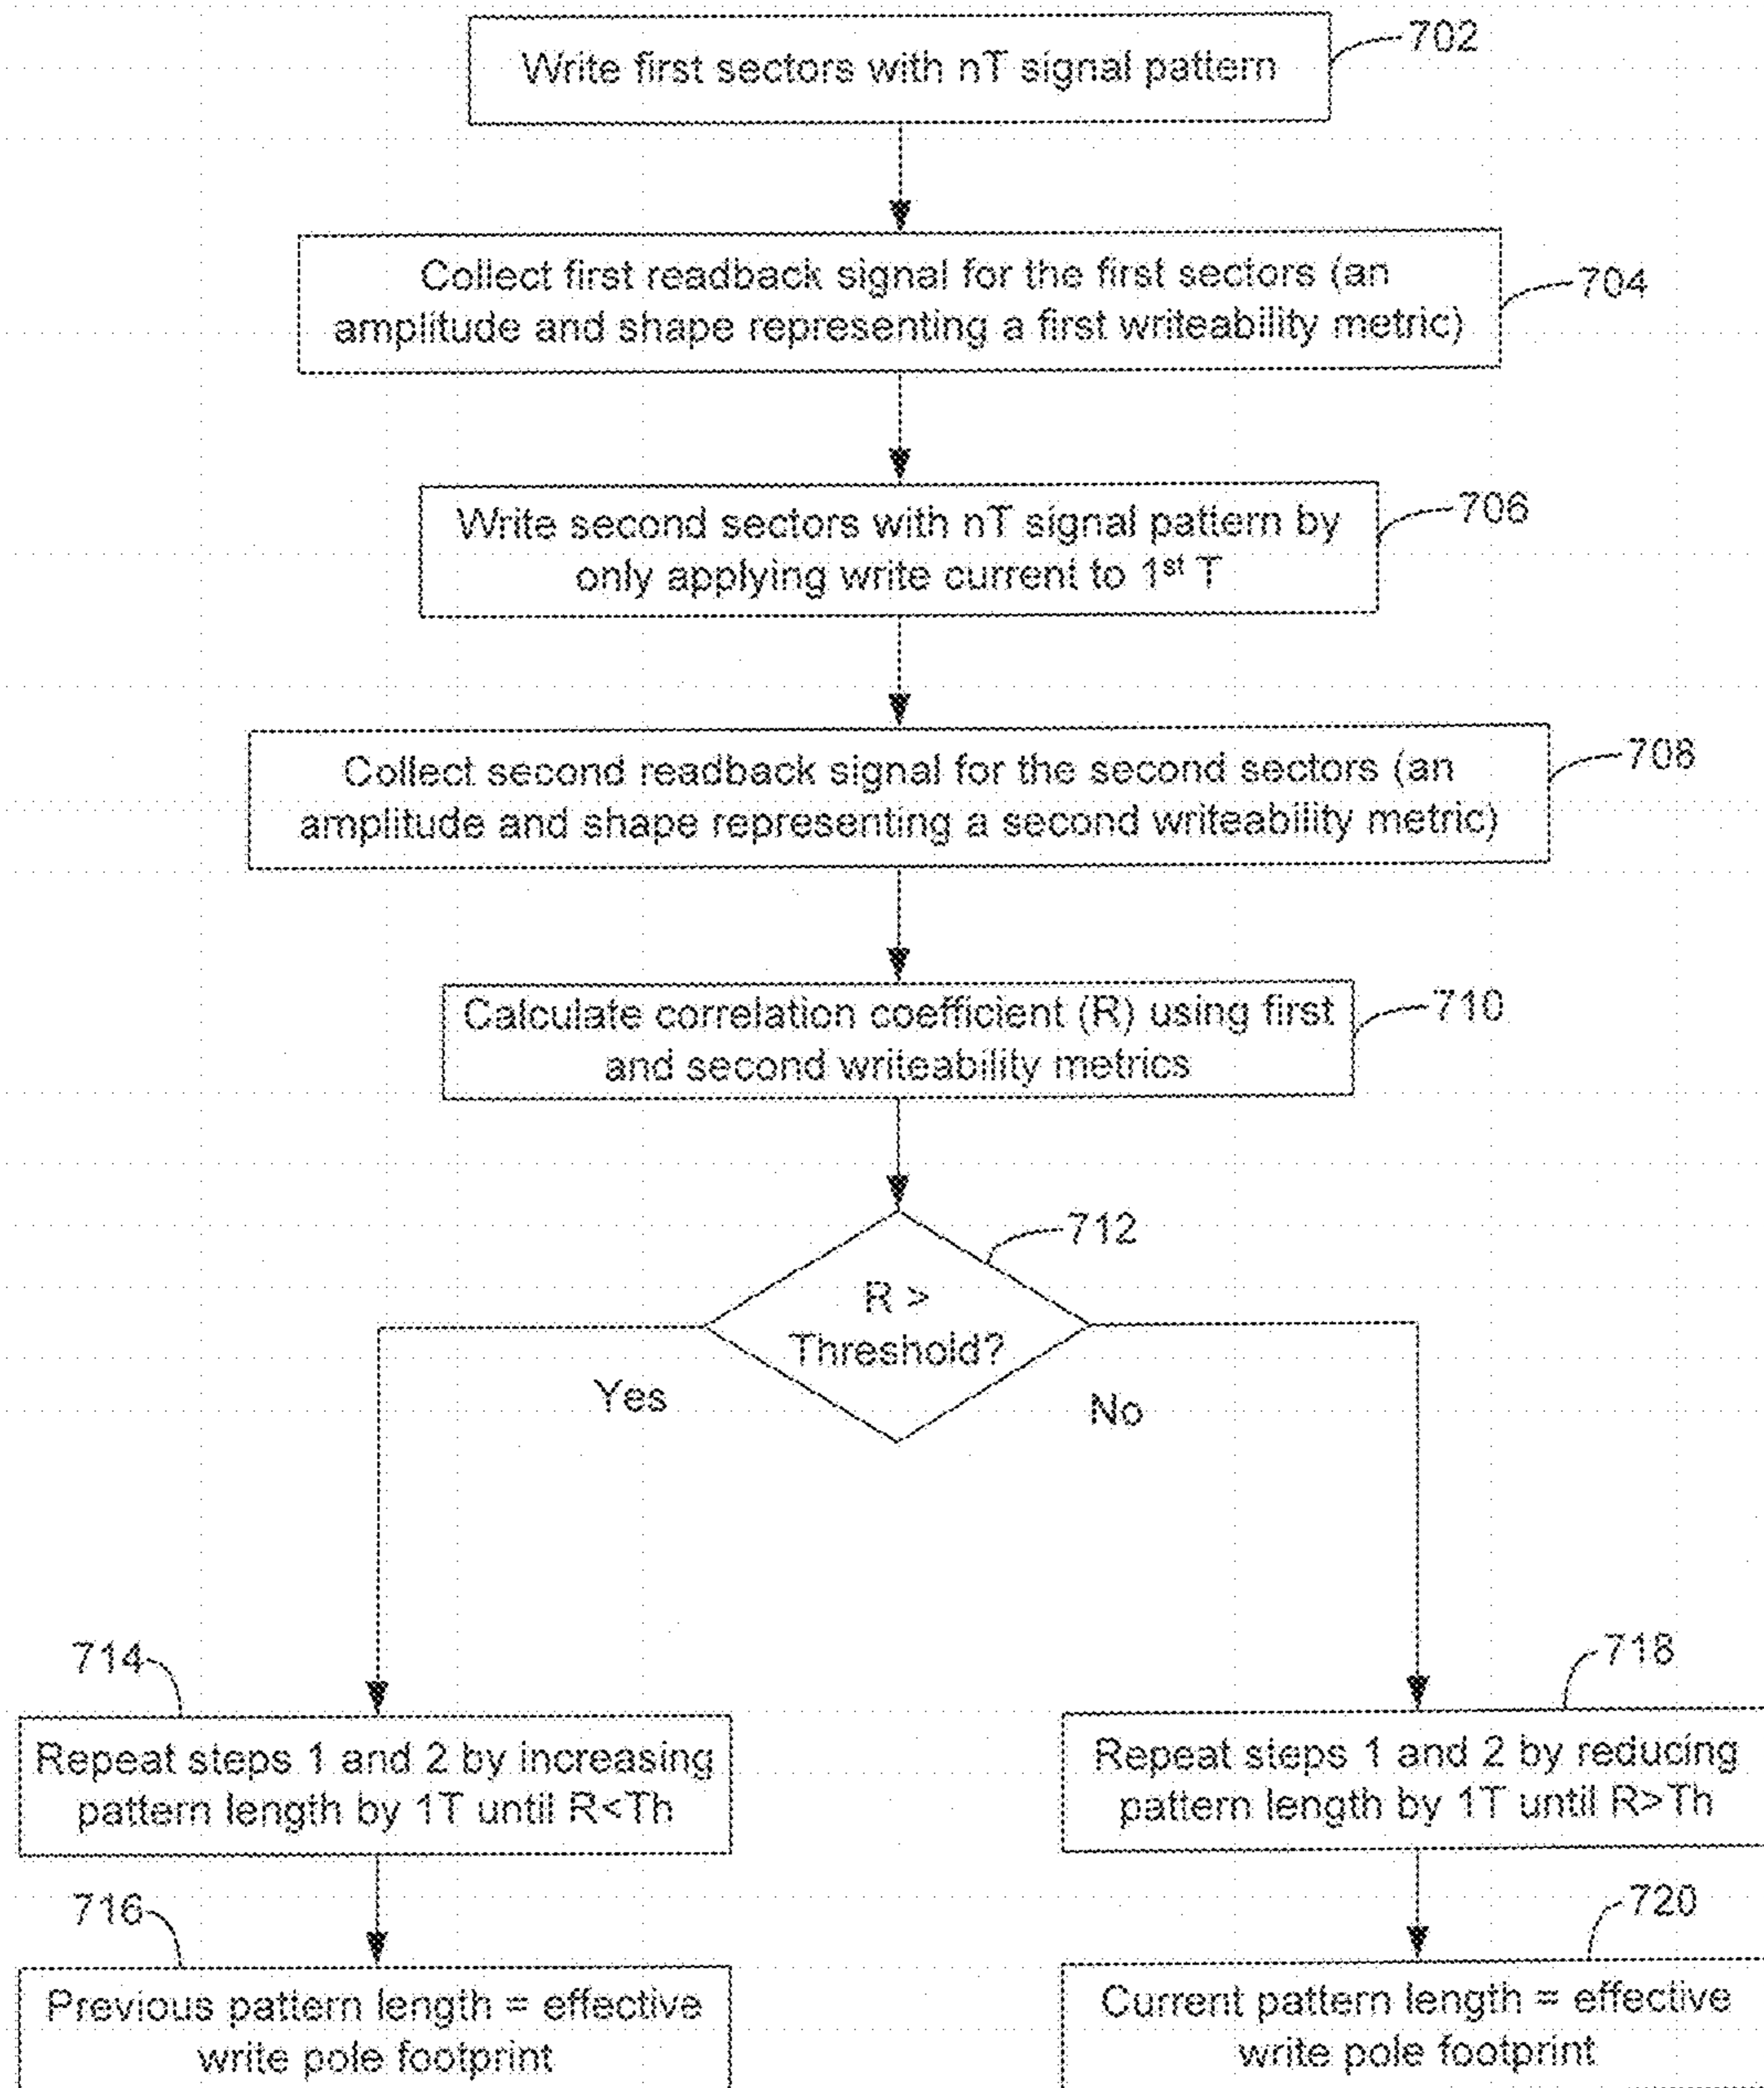 Write first sectors with nT signal pattern
702
Collect first readback signal for the first sectors (an
amplitude and shape representing a first writeability metric)
704
Write second sectors with nT signal pattern by
only applying write current to 1st T
706
Collect second readback signal for the second sectors (an
amplitude and shape representing a second writeability metric)
708
Calculate correlation coefficient (R) using first
and second writeability metrics
710
712
R >
Threshold?
Yes
No
714
Repeat steps 1 and 2 by increasing
pattern length by 1T until R<Th
718
Repeat steps 1 and 2 by reducing
pattern length by 1T until R>Th
716
Previous pattern length = effective
write pole footprint
720
Current pattern length = effective
write pole footprint